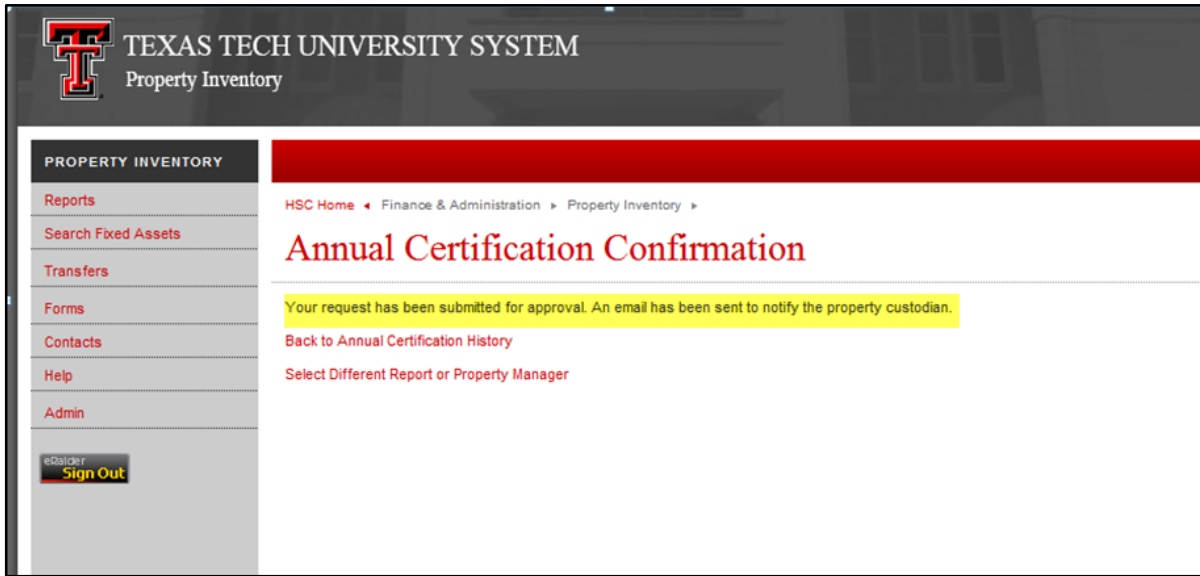 TEXAS TECH UNIVERSITY SYSTEM
Property Inventory
PROPERTY INVENTORY
Reports
Search Fixed Assets
Transfers
Forms
Contacts
Help
Admin
eRaider
Sign Out
HSC Home ◂ Finance & Administration ▸ Property Inventory ▸
Annual Certification Confirmation
Your request has been submitted for approval. An email has been sent to notify the property custodian.
Back to Annual Certification History
Select Different Report or Property Manager